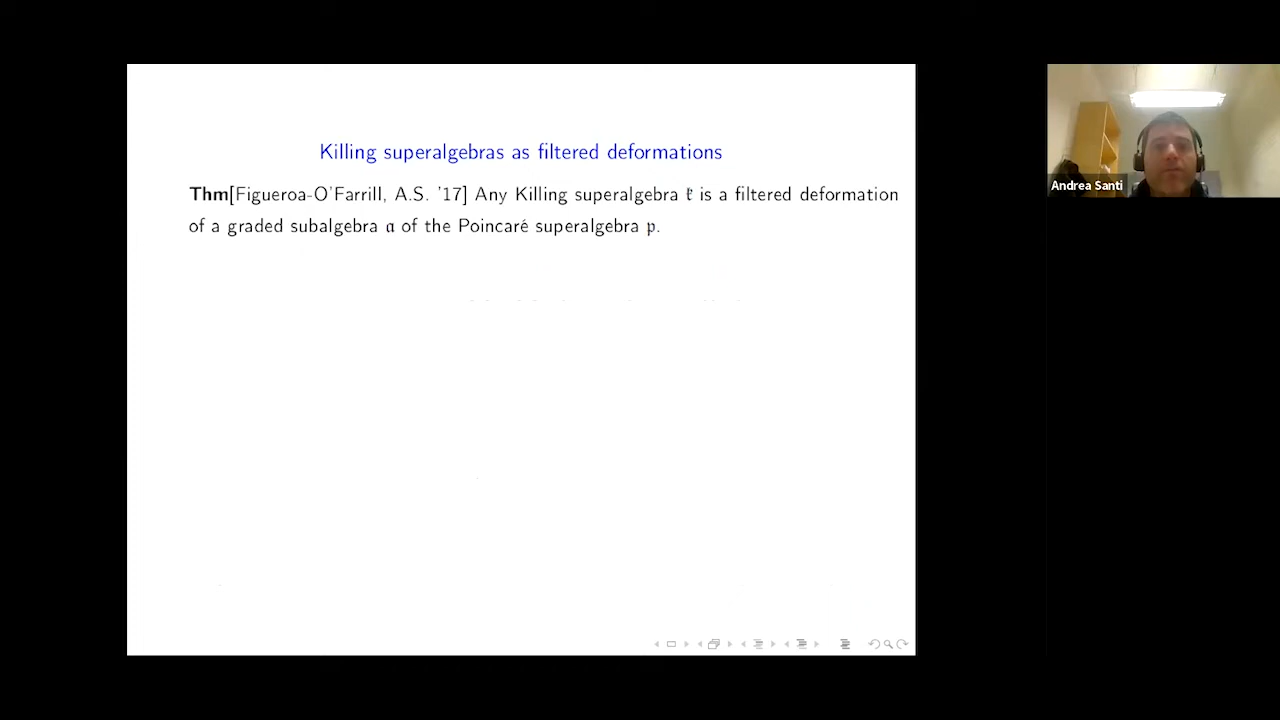 Killing superalgebras as filtered deformations
Thm[Figueroa-O'Farrill, A.S. '17] Any Killing superalgebra 𝔨 is a filtered deformation
of a graded subalgebra 𝔞 of the Poincaré superalgebra 𝔭.
Andrea Santi